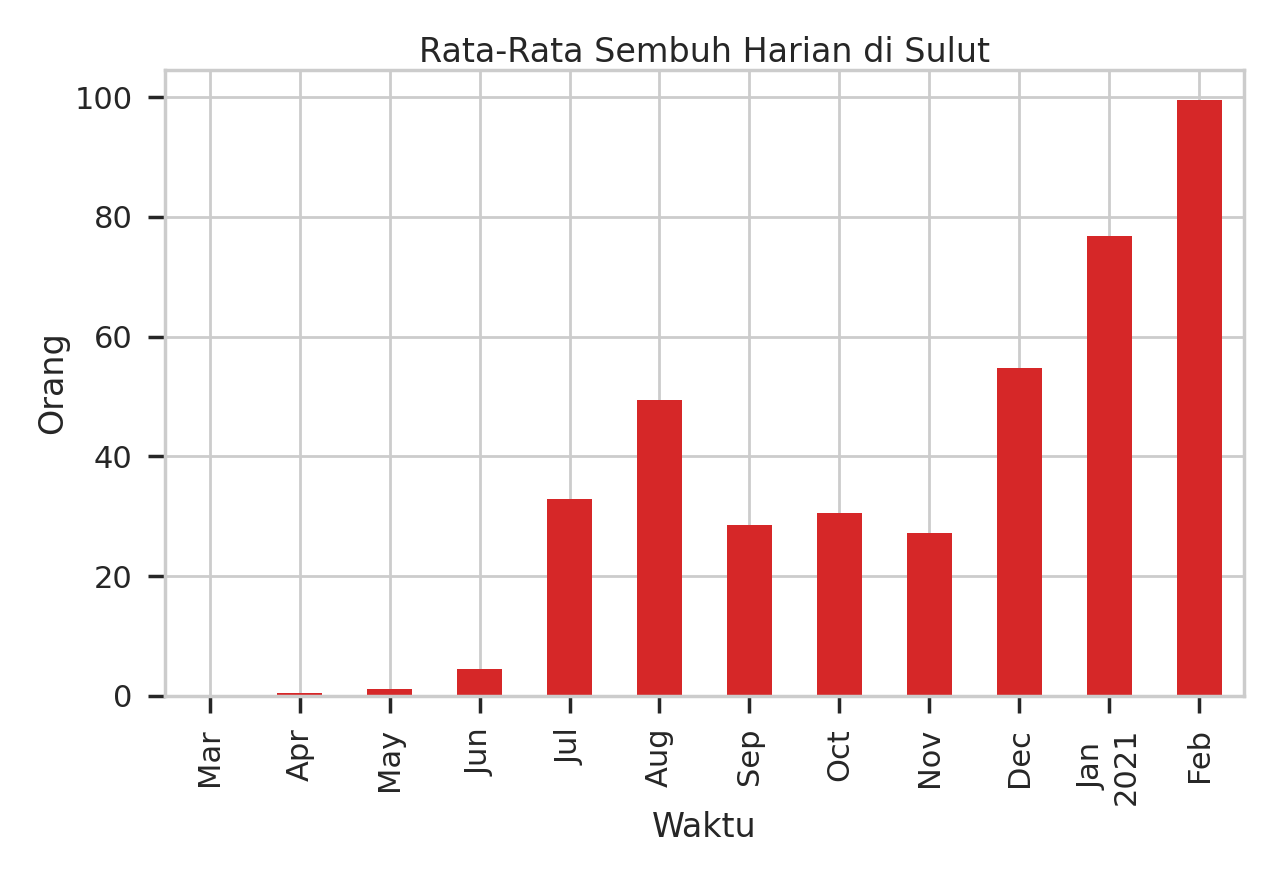 Rata-Rata Sembuh Harian di Sulut
100
80
60
40
20
0
Orang
Mar
Apr
May
Jun
Jul
Aug
Sep
Oct
Nov
Dec
Jan
2021
Feb
Waktu